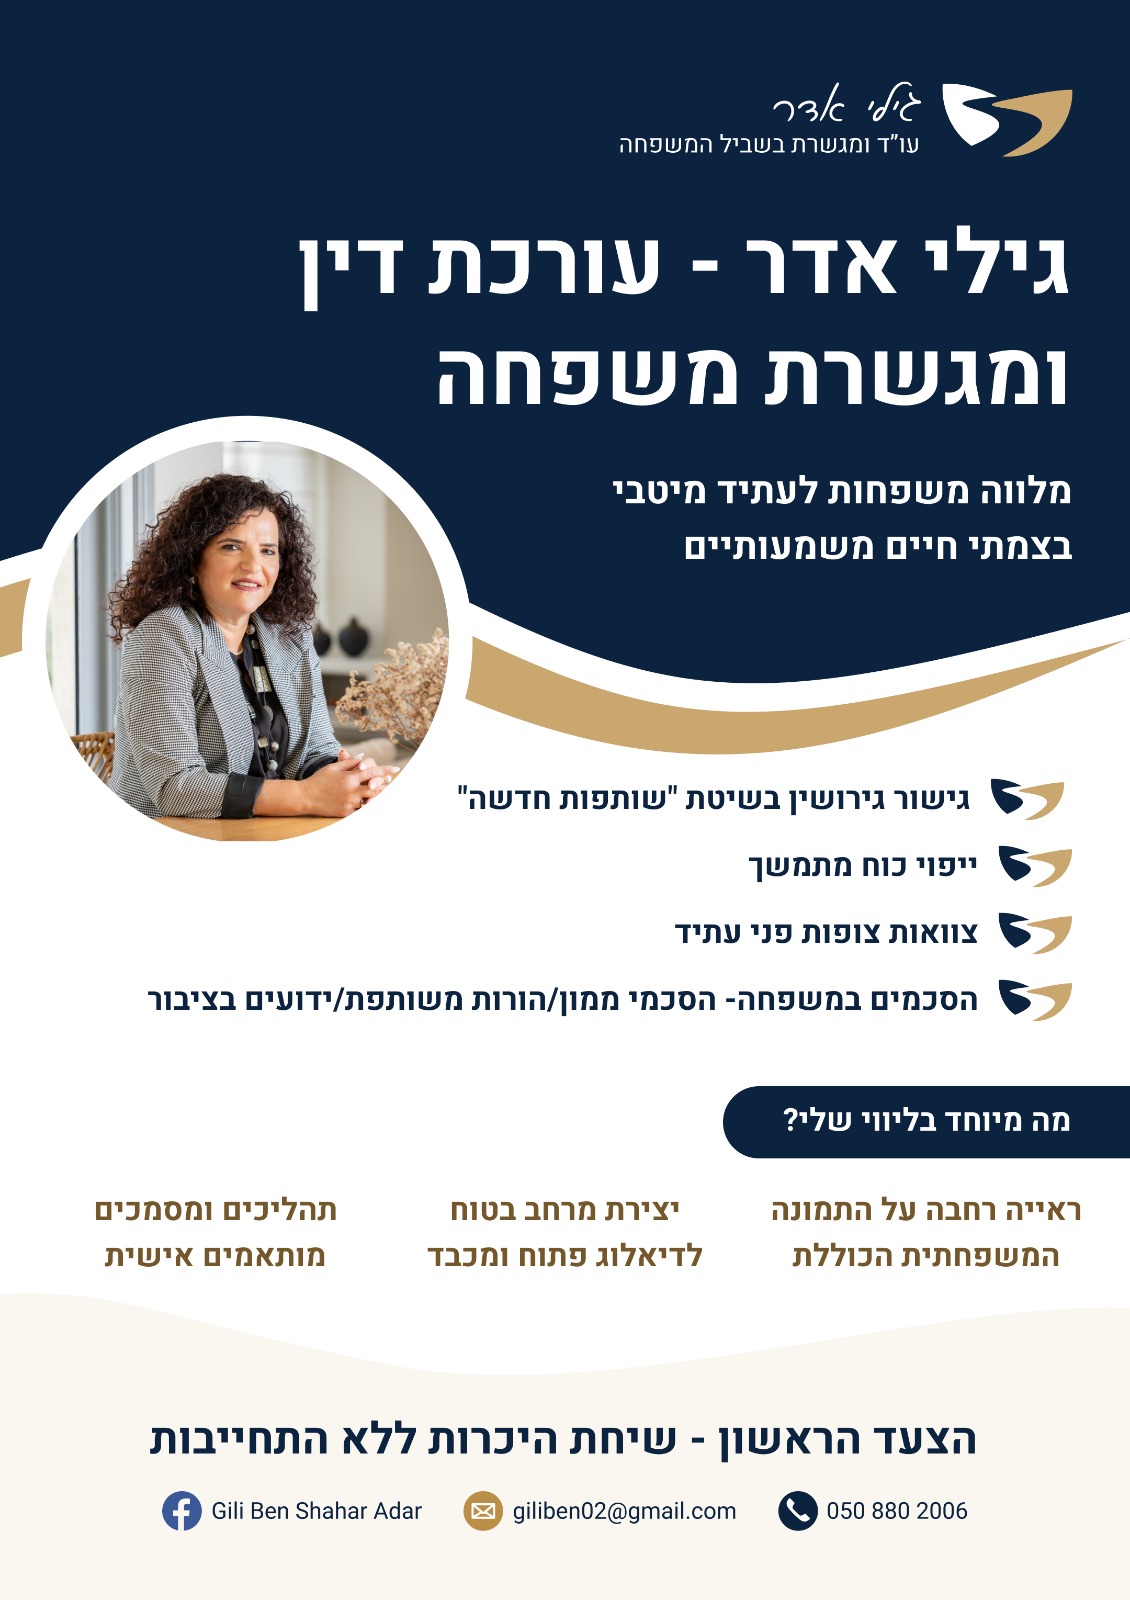 גילי אדר
עו"ד ומגשרת בשביל המשפחה
גילי אדר - עורכת דין
ומגשרת משפחה
מלווה משפחות לעתיד מיטבי
בצמתי חיים משמעותיים
גישור גירושין בשיטת "שותפות חדשה"
ייפוי כוח מתמשך
צוואות צופות פני עתיד
הסכמים במשפחה- הסכמי ממון/הורות משותפת/ידועים בציבור
מה מיוחד בליווי שלי?
ראייה רחבה על התמונה
המשפחתית הכוללת
יצירת מרחב בטוח
לדיאלוג פתוח ומכבד
תהליכים ומסמכים
מותאמים אישית
הצעד הראשון - שיחת היכרות ללא התחייבות
050 880 2006
giliben02@gmail.com
Gili Ben Shahar Adar